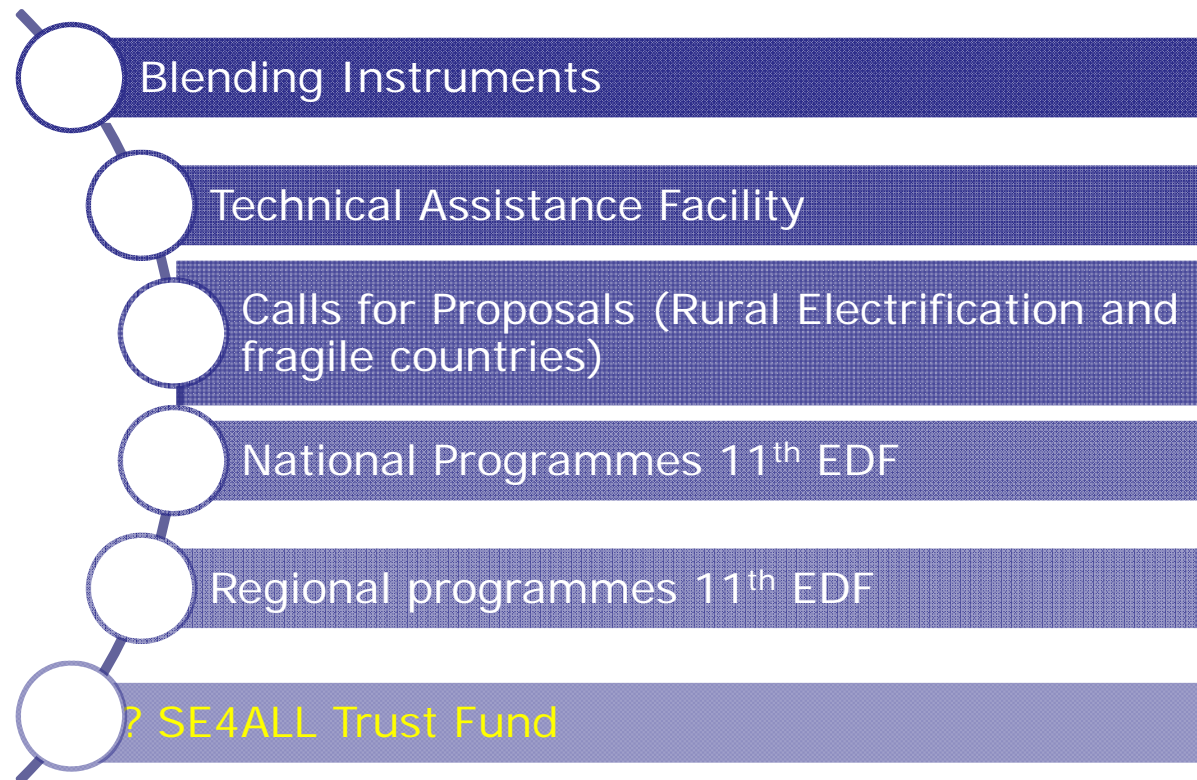 Blending Instruments
Technical Assistance Facility
Calls for Proposals (Rural Electrification and
fragile countries)
National Programmes 11th EDF
Regional programmes 11th EDF
? SE4ALL Trust Fund